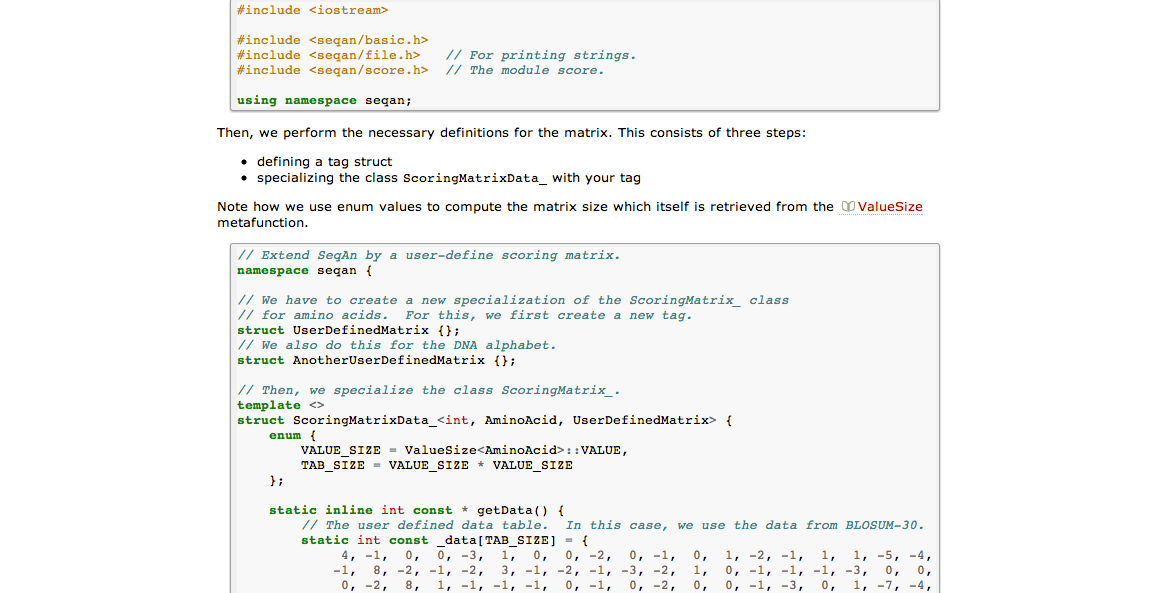 #include <iostream>
#include <seqan/basic.h>
#include <seqan/file.h>   // For printing strings.
#include <seqan/score.h>  // The module score.
using namespace seqan;
Then, we perform the necessary definitions for the matrix. This consists of three steps:
• defining a tag struct
• specializing the class ScoringMatrixData_ with your tag
Note how we use enum values to compute the matrix size which itself is retrieved from the ValueSize
metafunction.
// Extend SeqAn by a user-define scoring matrix.
namespace seqan {
// We have to create a new specialization of the ScoringMatrix_ class
// for amino acids.  For this, we first create a new tag.
struct UserDefinedMatrix {};
// We also do this for the DNA alphabet.
struct AnotherUserDefinedMatrix {};
// Then, we specialize the class ScoringMatrix_.
template <>
struct ScoringMatrixData_<int, AminoAcid, UserDefinedMatrix> {
    enum {
        VALUE_SIZE = ValueSize<AminoAcid>::VALUE,
        TAB_SIZE = VALUE_SIZE * VALUE_SIZE
    };
    static inline int const * getData() {
        // The user defined data table.  In this case, we use the data from BLOSUM-30.
        static int const _data[TAB_SIZE] = {
             4, -1,  0,  0, -3,  1,  0,  0, -2,  0, -1,  0,  1, -2, -1,  1,  1, -5, -4,
            -1,  8, -2, -1, -2,  3, -1, -2, -1, -3, -2,  1,  0, -1, -1, -1, -3,  0,  0,
             0, -2,  8,  1, -1, -1, -1,  0, -1,  0, -2,  0,  0, -1, -3,  0,  1, -7, -4,